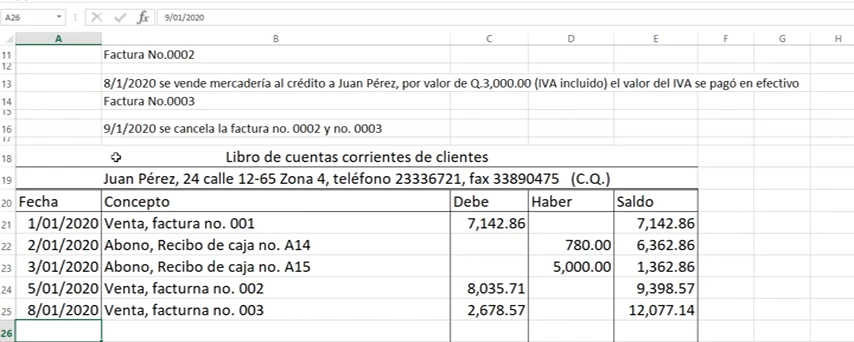 A26 fx 9/01/2020
A B C D E F G H
11 Factura No.0002
12
13 8/1/2020 se vende mercadería al crédito a Juan Pérez, por valor de Q.3,000.00 (IVA incluido) el valor del IVA se pagó en efectivo
14 Factura No.0003
15
16 9/1/2020 se cancela la factura no. 0002 y no. 0003
17
18 Libro de cuentas corrientes de clientes
19 Juan Pérez, 24 calle 12-65 Zona 4, teléfono 23336721, fax 33890475 (C.Q.)
20 Fecha Concepto Debe Haber Saldo
21 1/01/2020 Venta, factura no. 001 7,142.86 7,142.86
22 2/01/2020 Abono, Recibo de caja no. A14 780.00 6,362.86
23 3/01/2020 Abono, Recibo de caja no. A15 5,000.00 1,362.86
24 5/01/2020 Venta, facturna no. 002 8,035.71 9,398.57
25 8/01/2020 Venta, facturna no. 003 2,678.57 12,077.14
26